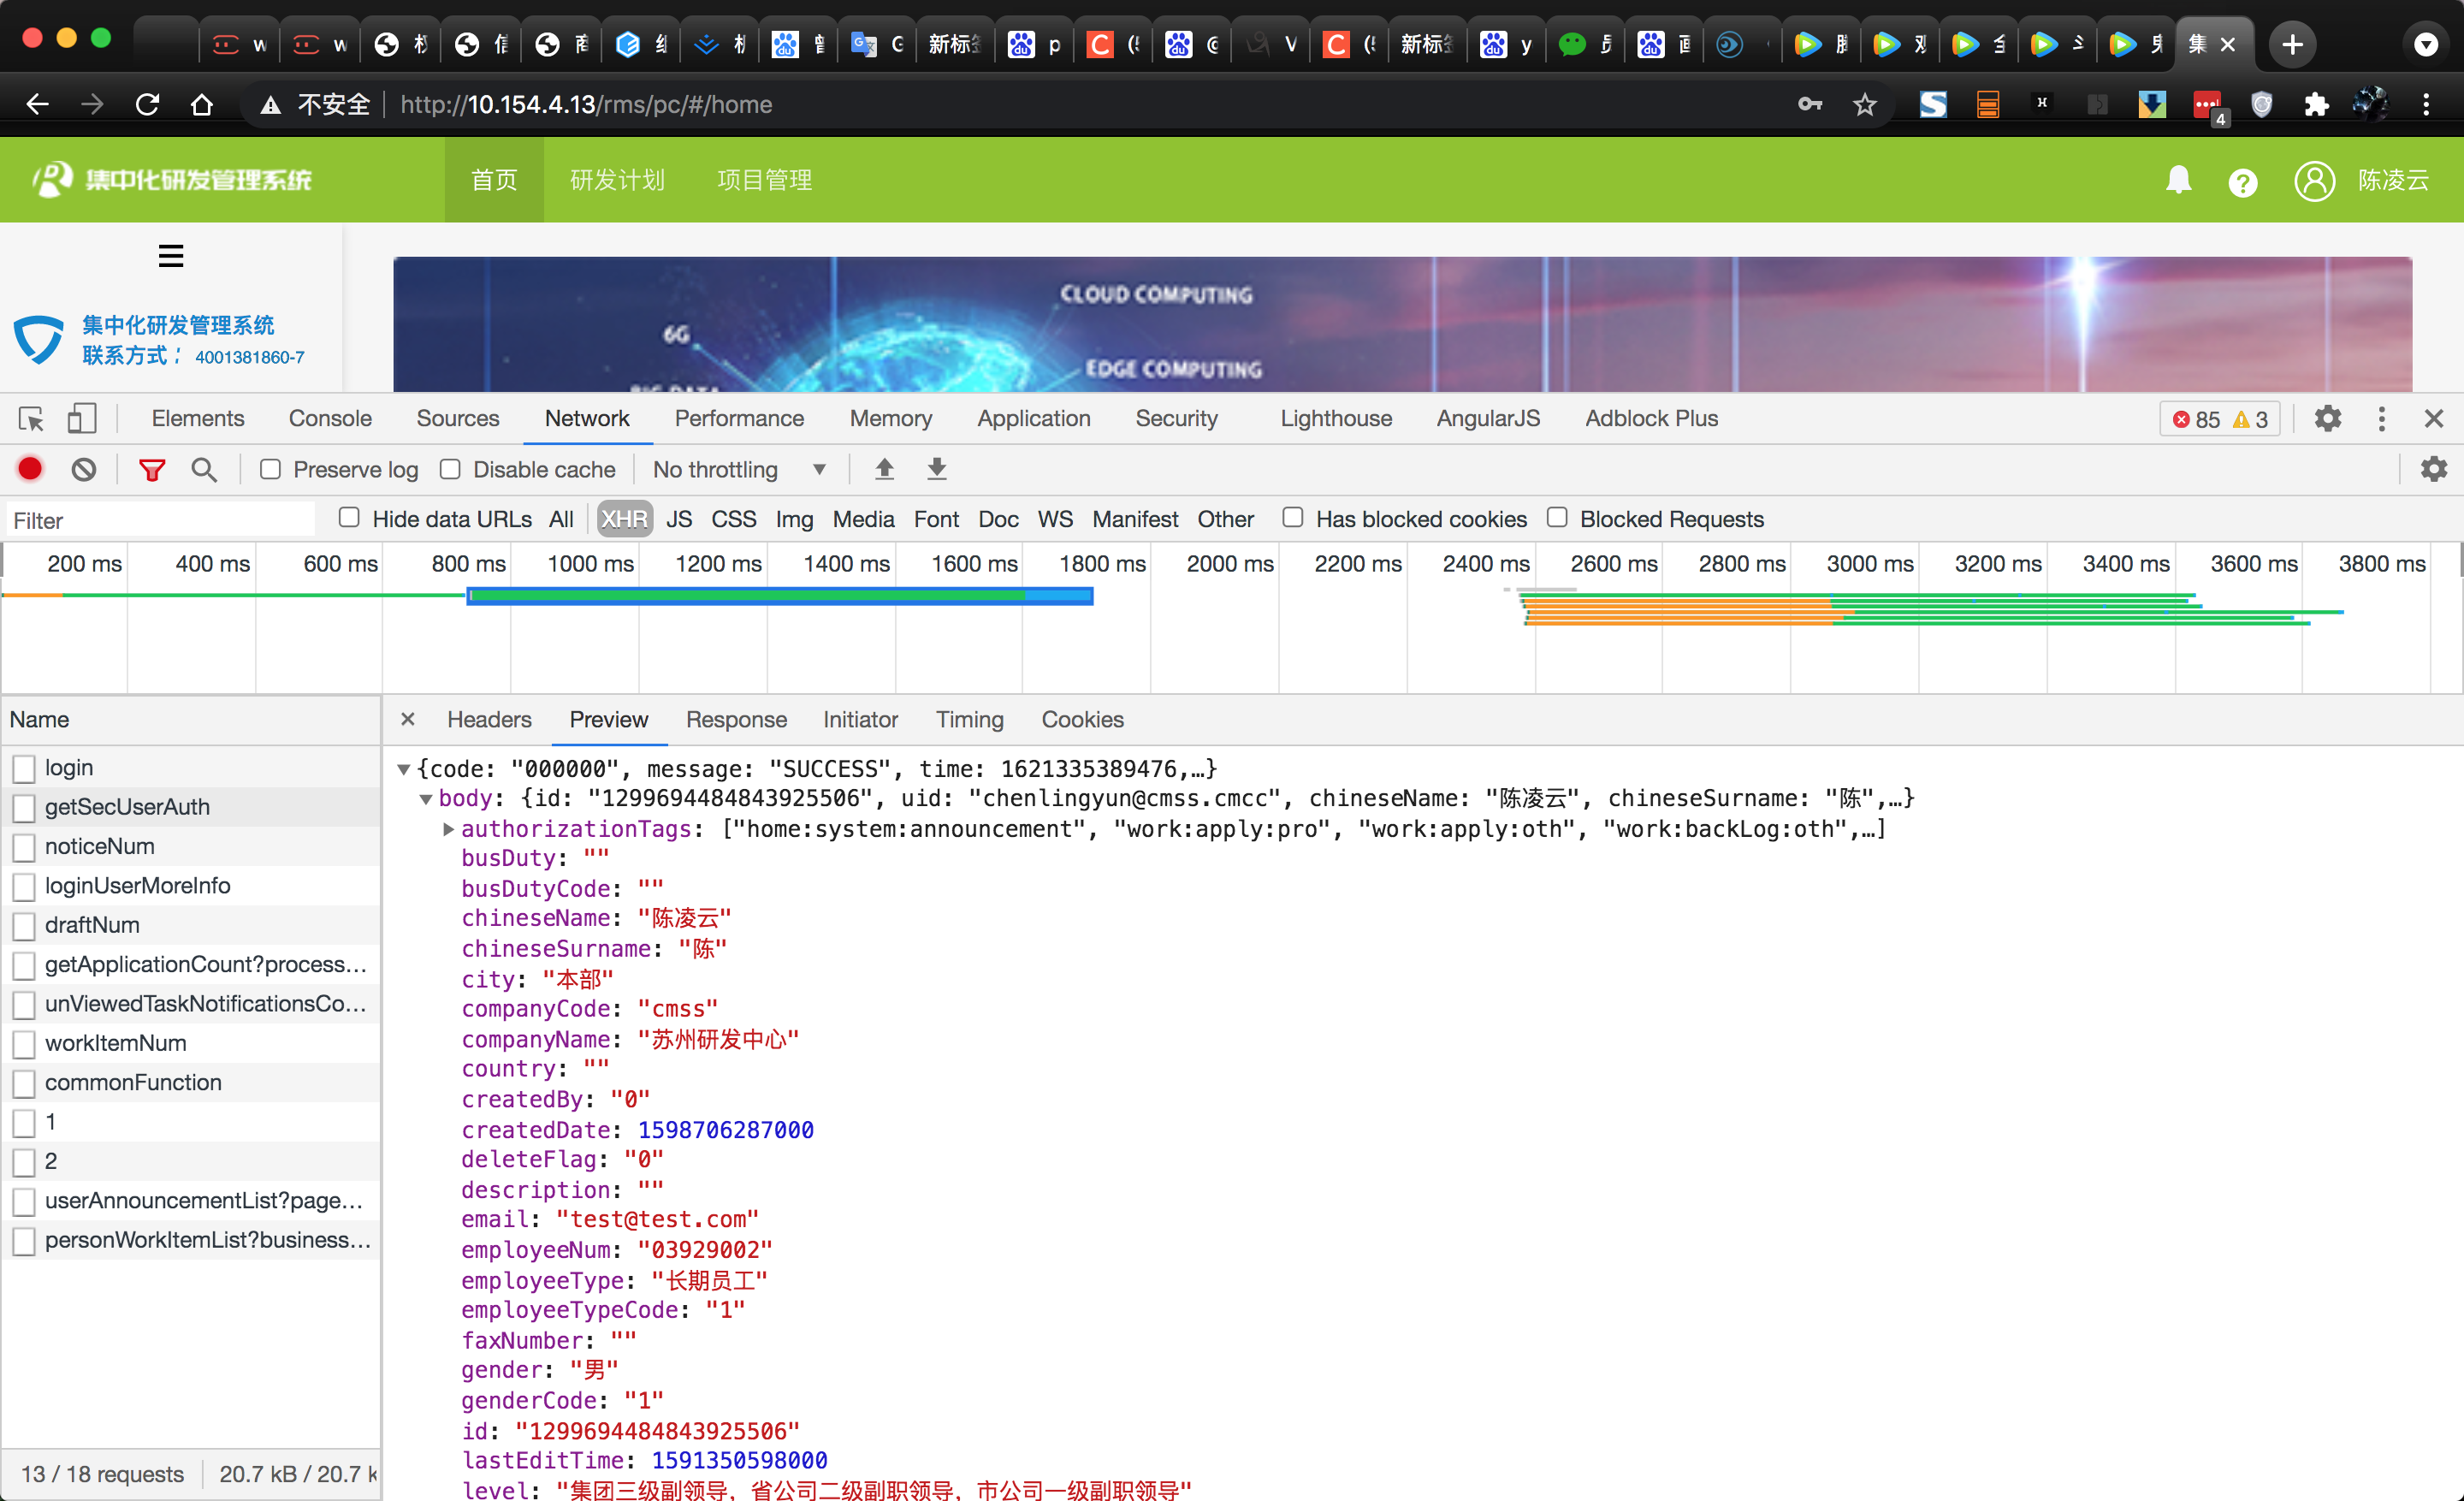 新标
p
新标
y
集
不安全
http://10.154.4.13/rms/pc/#/home
4
集中化研发管理系统
首页
研发计划
项目管理
陈凌云
集中化研发管理系统
联系方式： 4001381860-7
CLOUD COMPUTING
6G
EDGE COMPUTING
BIG DATA
Elements Console Sources Network Performance Memory Application Security Lighthouse AngularJS Adblock Plus
85 3
Preserve log Disable cache No throttling
Filter Hide data URLs All XHR JS CSS Img Media Font Doc WS Manifest Other Has blocked cookies Blocked Requests
200 ms 400 ms 600 ms 800 ms 1000 ms 1200 ms 1400 ms 1600 ms 1800 ms 2000 ms 2200 ms 2400 ms 2600 ms 2800 ms 3000 ms 3200 ms 3400 ms 3600 ms 3800 ms
Name
login
getSecUserAuth
noticeNum
loginUserMoreInfo
draftNum
getApplicationCount?process…
unViewedTaskNotificationsCo…
workItemNum
commonFunction
1
2
userAnnouncementList?page…
personWorkItemList?business…
13 / 18 requests 20.7 kB / 20.7 k
Headers Preview Response Initiator Timing Cookies
{code: "000000", message: "SUCCESS", time: 1621335389476,…}
body: {id: "1299694484843925506", uid: "chenlingyun@cmss.cmcc", chineseName: "陈凌云", chineseSurname: "陈",…}
authorizationTags: ["home:system:announcement", "work:apply:pro", "work:apply:oth", "work:backLog:oth",…]
busDuty: ""
busDutyCode: ""
chineseName: "陈凌云"
chineseSurname: "陈"
city: "本部"
companyCode: "cmss"
companyName: "苏州研发中心"
country: ""
createdBy: "0"
createdDate: 1598706287000
deleteFlag: "0"
description: ""
email: "test@test.com"
employeeNum: "03929002"
employeeType: "长期员工"
employeeTypeCode: "1"
faxNumber: ""
gender: "男"
genderCode: "1"
id: "1299694484843925506"
lastEditTime: 1591350598000
level: "集团三级副领导, 省公司二级副职领导, 市公司一级副职领导"